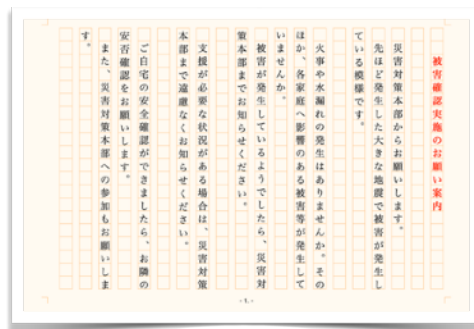 被害確認実施のお願い案内
災害対策本部からお願いします。
先ほど発生した大きな地震で被害が発生し
ている模様です。
火事や水漏れの発生はありませんか。その
ほか、各家庭へ影響のある被害等が発生して
いませんか。
被害が発生しているようでしたら、災害対
策本部までお知らせください。
支援が必要な状況がある場合は、災害対策
本部まで遠慮なくお知らせください。
ご自宅の安全確認ができましたら、お隣の
安否確認をお願いします。
また、災害対策本部への参加もお願いしま
す。
- 1 -